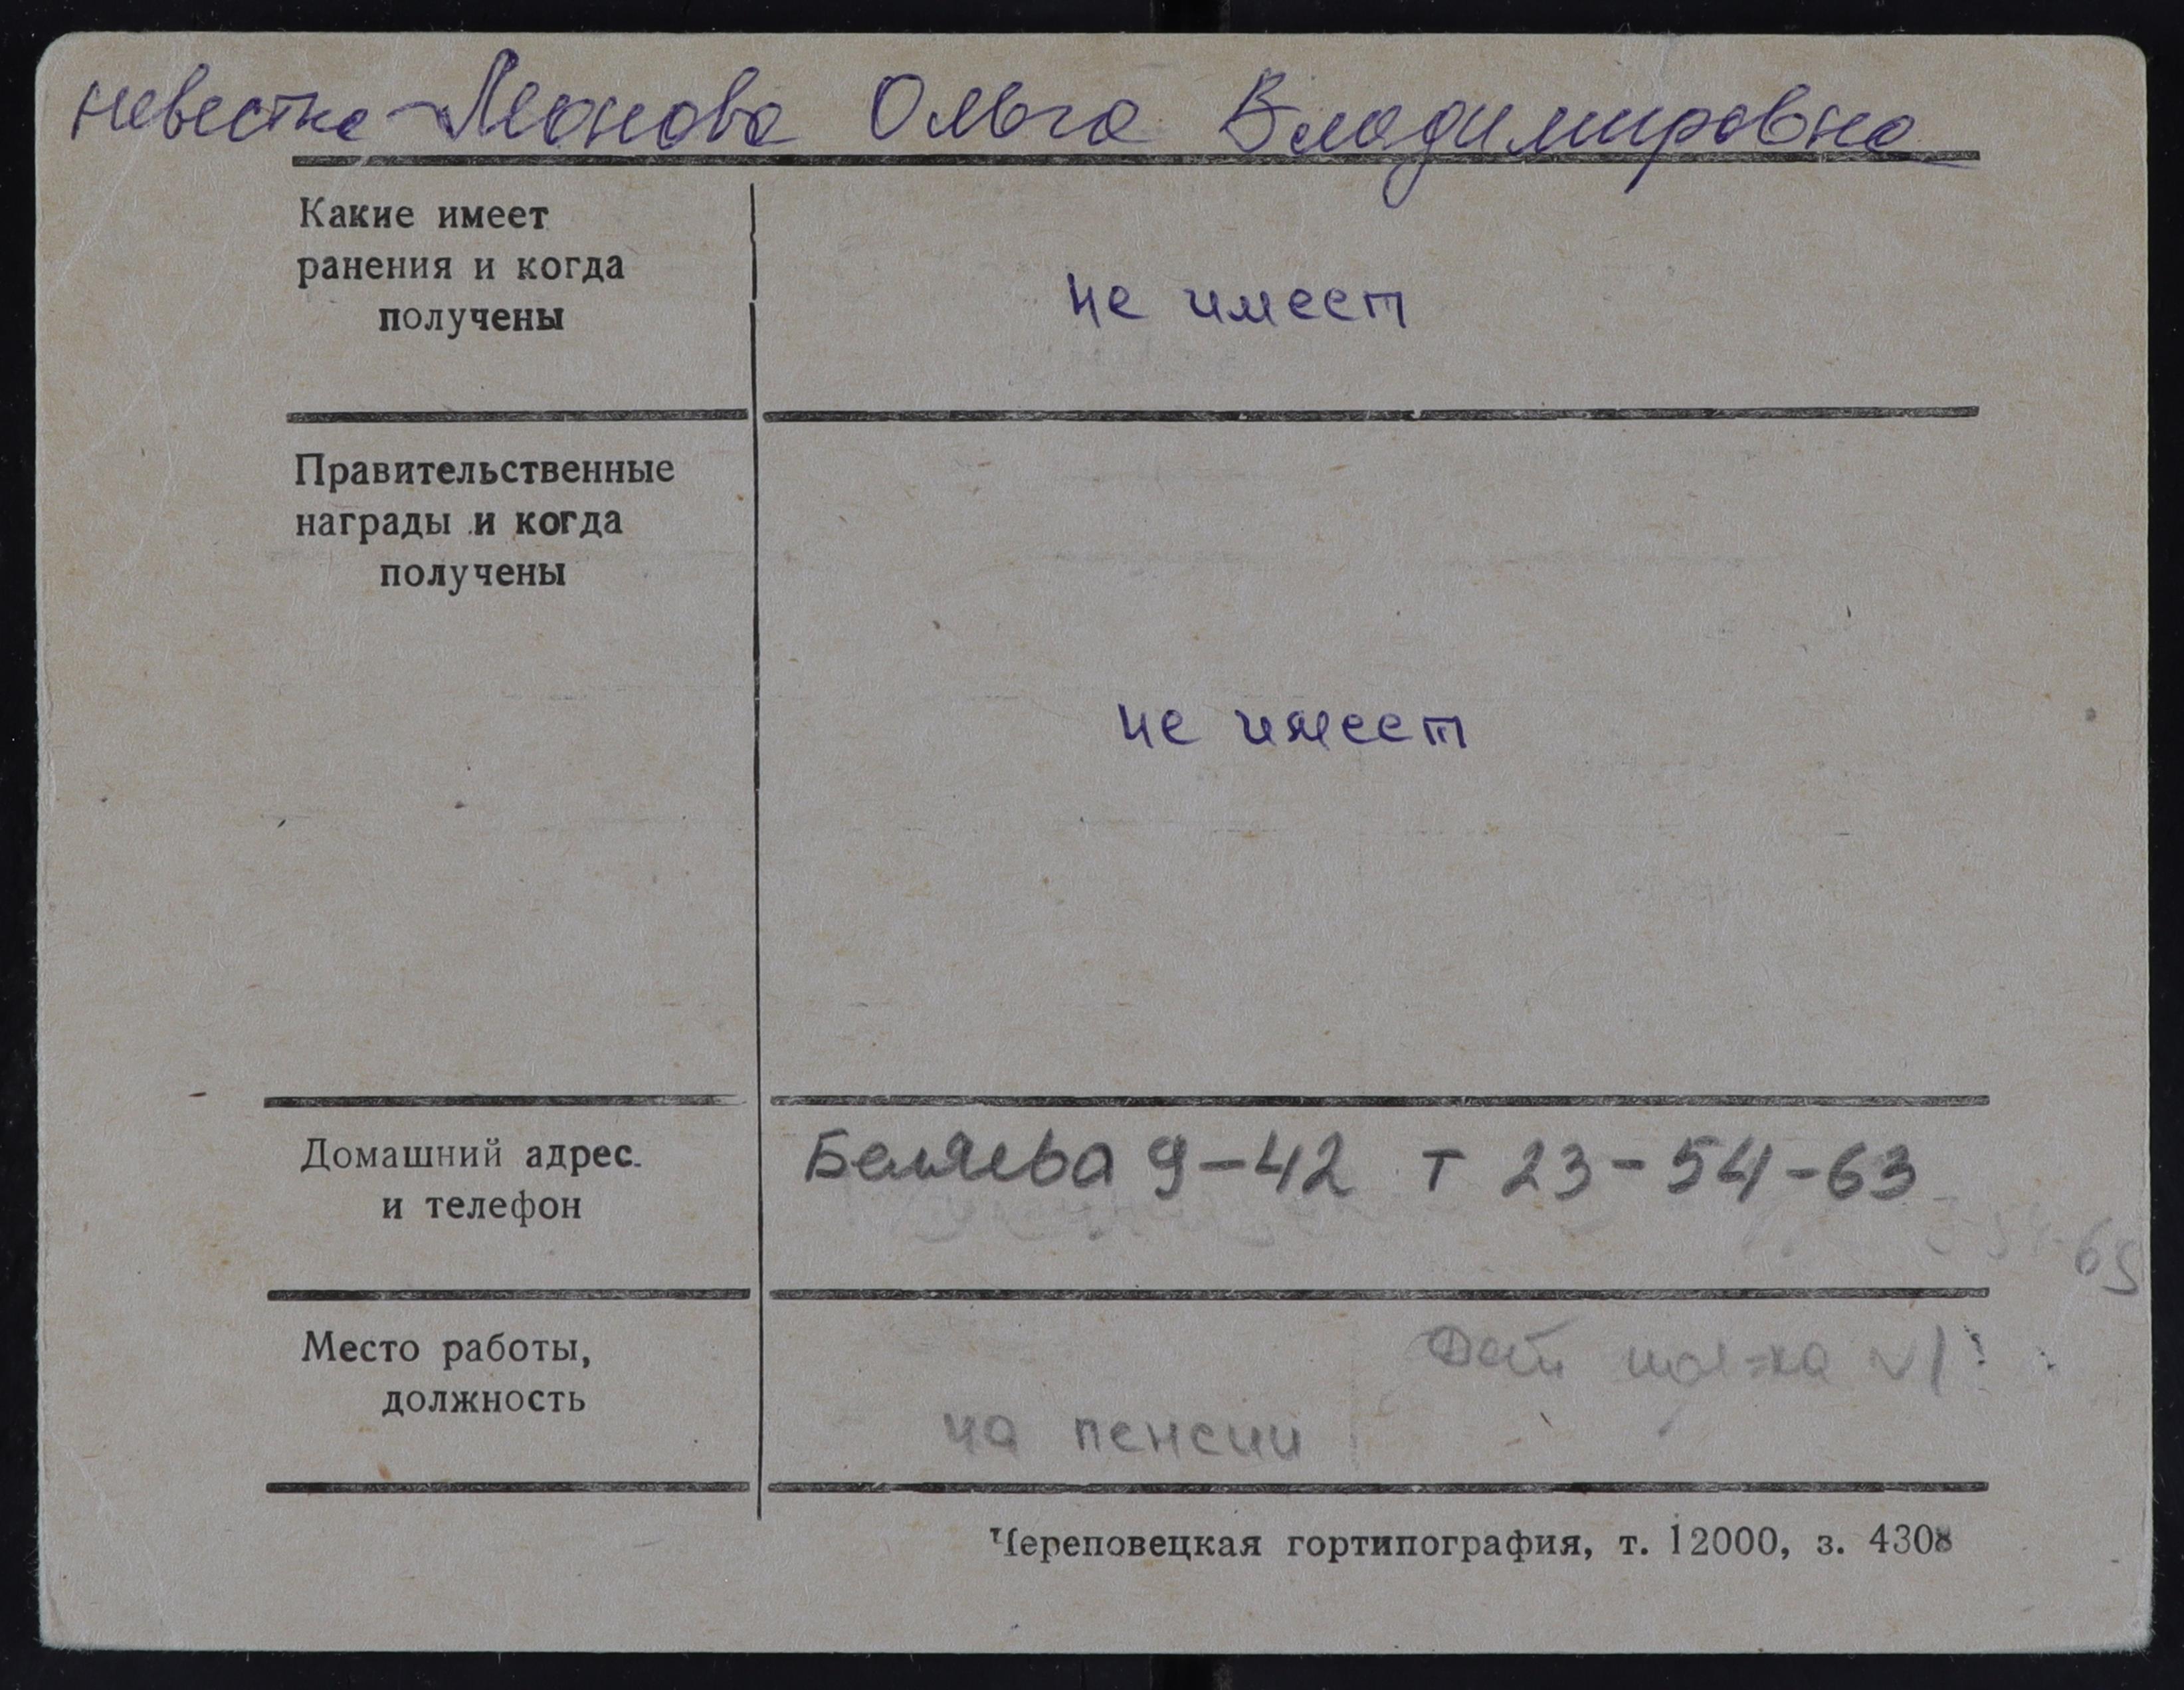 невестка - Леонова Ольга Владимировна
Какие имеет
ранения и когда
получены
не имеет
Правительственные
награды и когда
получены
не имеет
Домашний адрес
и телефон
Беляева 9-42 т 23-54-63
Место работы,
должность
на пенсии
Череповецкая гортипография, т. 12000, з. 4308